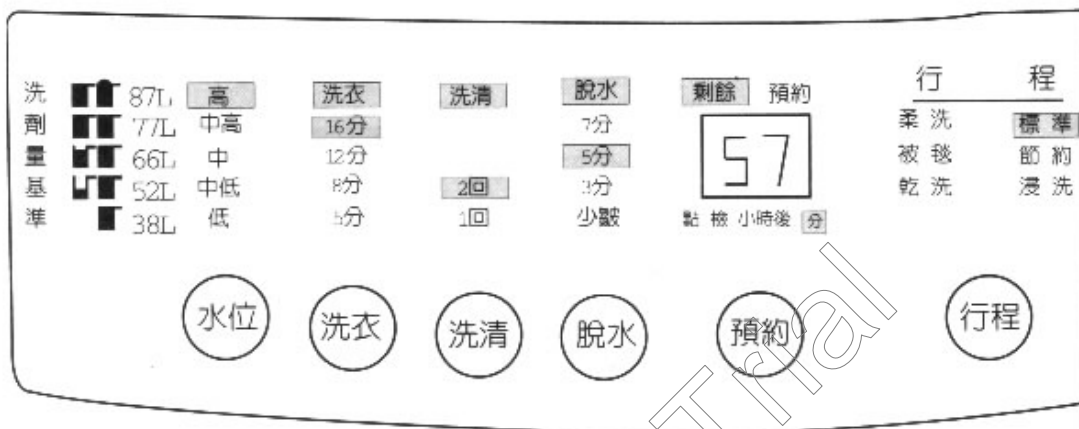 行 程
洗 87L 高 洗衣 洗清 脫水 剩餘 預約
劑 77L 中高 16分 7分 柔洗 標準
量 66L 中 12分 5分 57 被毯 節約
基 52L 中低 8分 2回 3分 乾洗 浸洗
準 38L 低 5分 1回 少皺 點檢 小時後 分
水位 洗衣 洗清 脫水 預約 行程
Trial